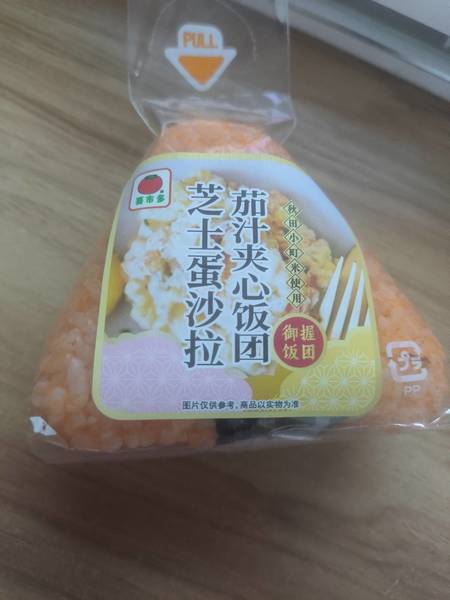 PULL
喜市多
秋田小町米使用
茄汁夹心饭团
芝士蛋沙拉
御握
饭团
图片仅供参考，商品以实物为准
プラ
PP